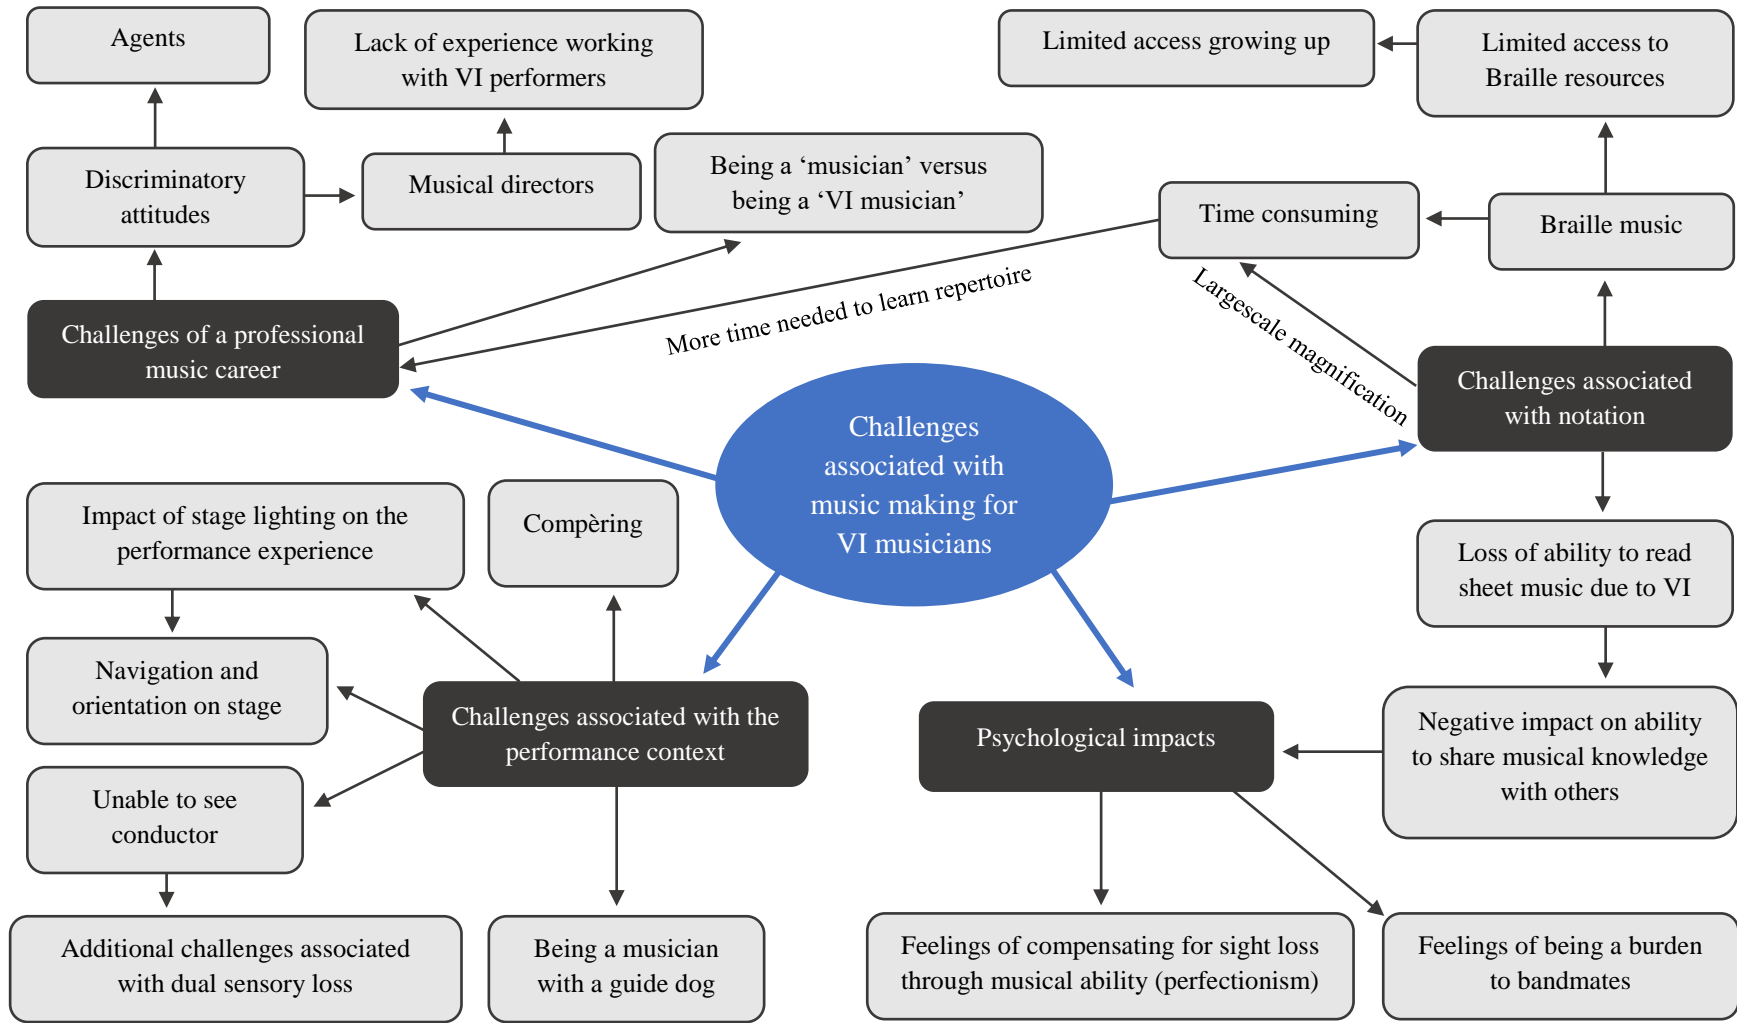 Agents
Lack of experience working
with VI performers
Limited access growing up
Limited access to
Braille resources
Discriminatory
attitudes
Musical directors
Being a ‘musician’ versus
being a ‘VI musician’
Time consuming
Braille music
More time needed to learn repertoire
Largescale magnification
Challenges of a professional
music career
Challenges associated
with notation
Challenges
associated with
music making for
VI musicians
Impact of stage lighting on the
performance experience
Compèring
Loss of ability to read
sheet music due to VI
Navigation and
orientation on stage
Challenges associated with the
performance context
Psychological impacts
Negative impact on ability
to share musical knowledge
with others
Unable to see
conductor
Additional challenges associated
with dual sensory loss
Being a musician
with a guide dog
Feelings of compensating for sight loss
through musical ability (perfectionism)
Feelings of being a burden
to bandmates